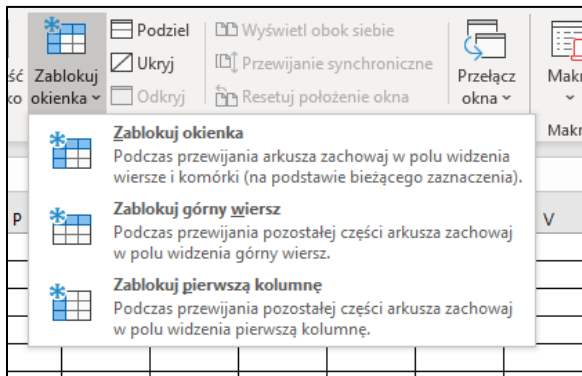 Podziel
Ukryj
Odkryj
Wyświetl obok siebie
Przewijanie synchroniczne
Resetuj położenie okna
ść
ko
Zablokuj
okienka
Przełącz
okna
Makr
Makr
Zablokuj okienka
Podczas przewijania arkusza zachowaj w polu widzenia
wiersze i komórki (na podstawie bieżącego zaznaczenia).
Zablokuj górny wiersz
Podczas przewijania pozostałej części arkusza zachowaj
w polu widzenia górny wiersz.
Zablokuj pierwszą kolumnę
Podczas przewijania pozostałej części arkusza zachowaj
w polu widzenia pierwszą kolumnę.
P
V